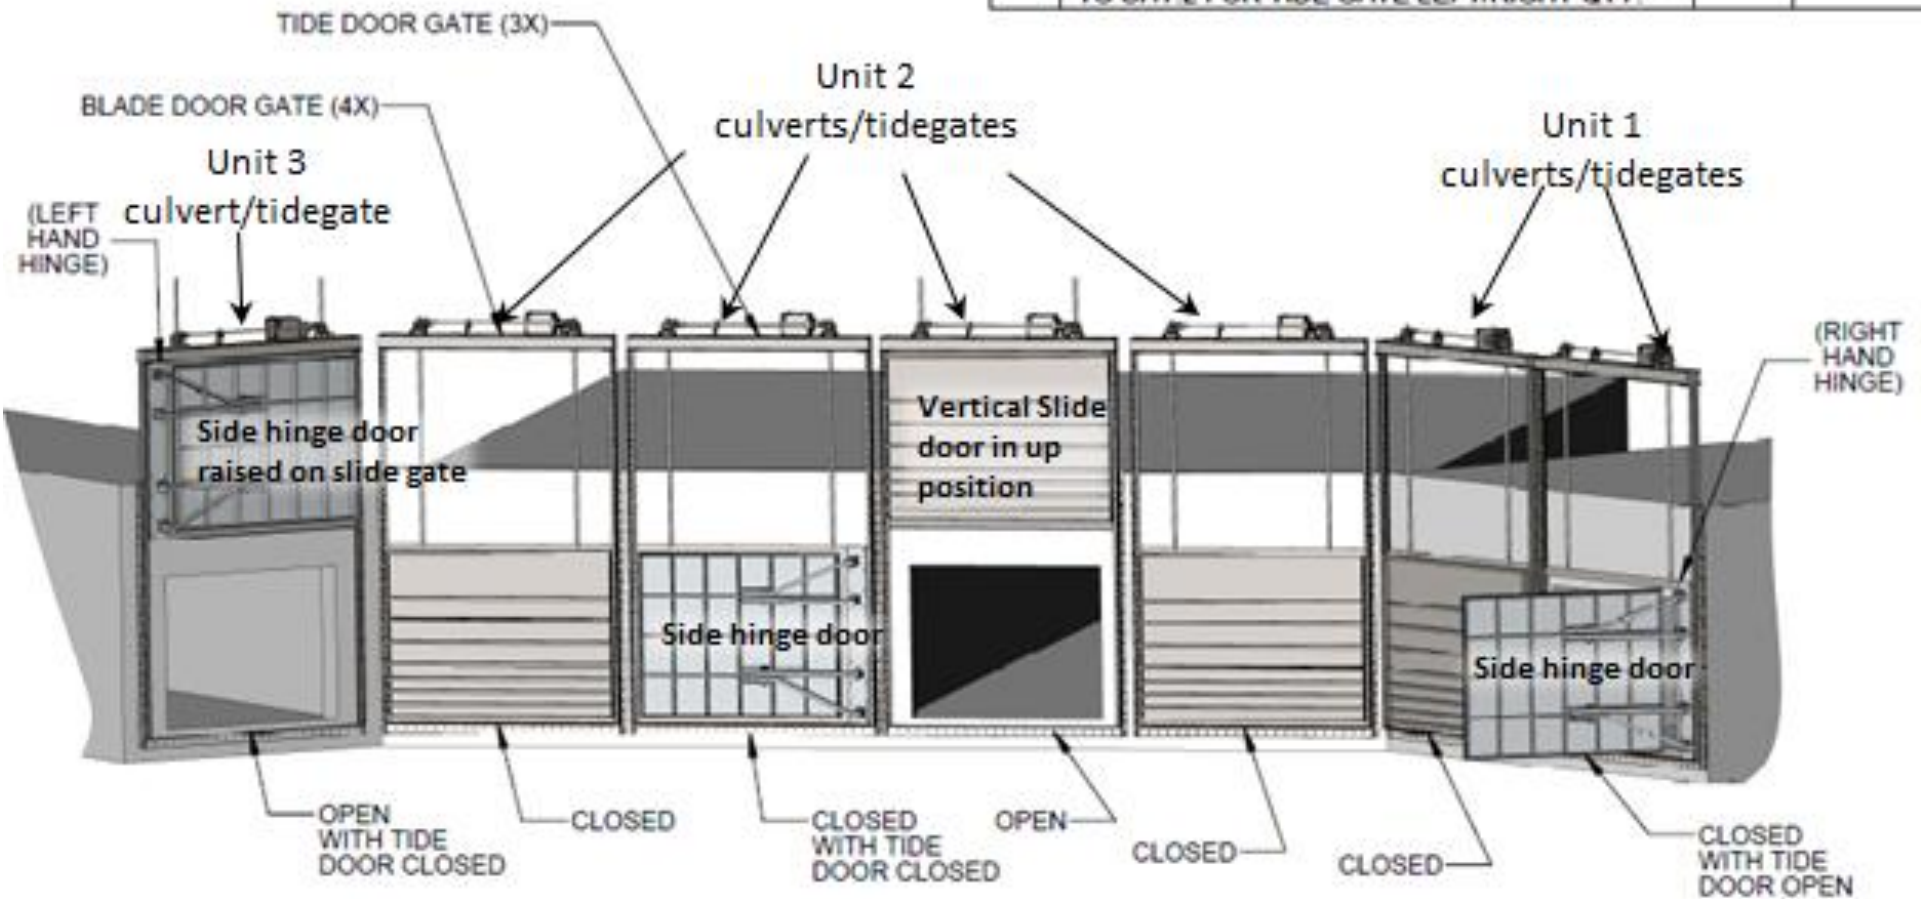 TIDE DOOR GATE (3X)
BLADE DOOR GATE (4X)
Unit 2
culverts/tidegates
Unit 1
culverts/tidegates
Unit 3
culvert/tidegate
(LEFT
HAND
HINGE)
(RIGHT
HAND
HINGE)
Side hinge door
raised on slide gate
Vertical Slide
door in up
position
Side hinge door
Side hinge door
OPEN
WITH TIDE
DOOR CLOSED
CLOSED
CLOSED
WITH TIDE
DOOR CLOSED
OPEN
CLOSED
CLOSED
CLOSED
WITH TIDE
DOOR OPEN